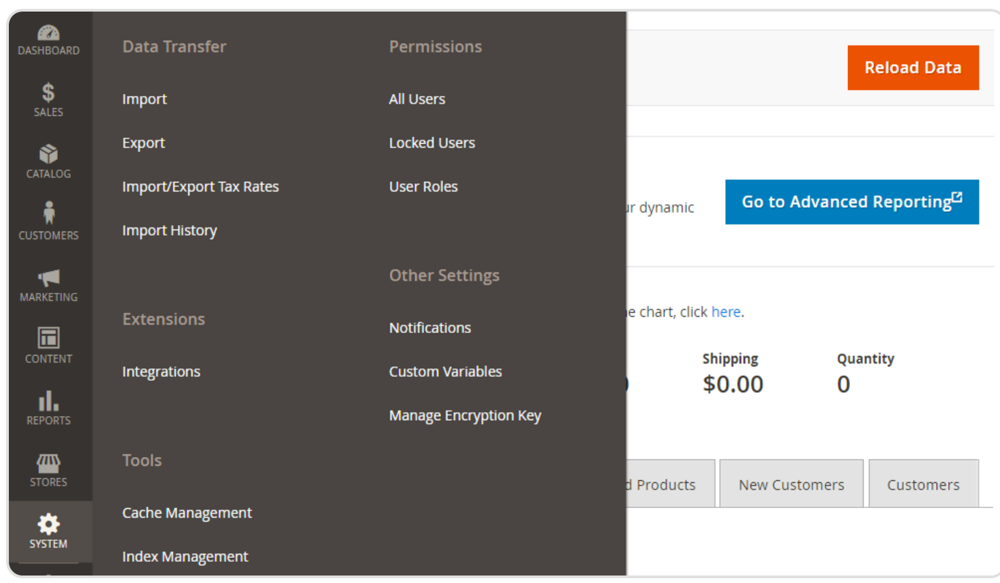 DASHBOARD
SALES
CATALOG
CUSTOMERS
MARKETING
CONTENT
REPORTS
STORES
SYSTEM
Data Transfer
Import
Export
Import/Export Tax Rates
Import History
Extensions
Integrations
Tools
Cache Management
Index Management
Permissions
All Users
Locked Users
User Roles
Other Settings
Notifications
Custom Variables
Manage Encryption Key
Reload Data
dynamic
Go to Advanced Reporting
chart, click here.
Shipping
$0.00
Quantity
0
Products
New Customers
Customers